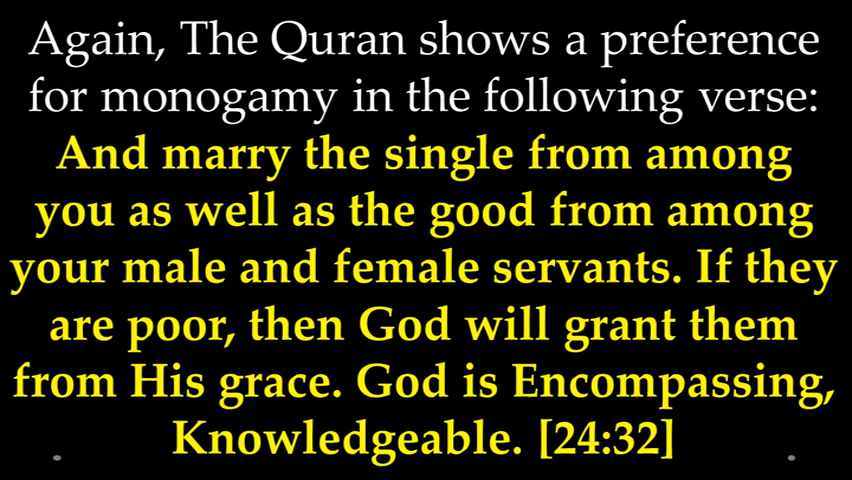 Again, The Quran shows a preference
for monogamy in the following verse:
And marry the single from among
you as well as the good from among
your male and female servants. If they
are poor, then God will grant them
from His grace. God is Encompassing,
Knowledgeable. [24:32]